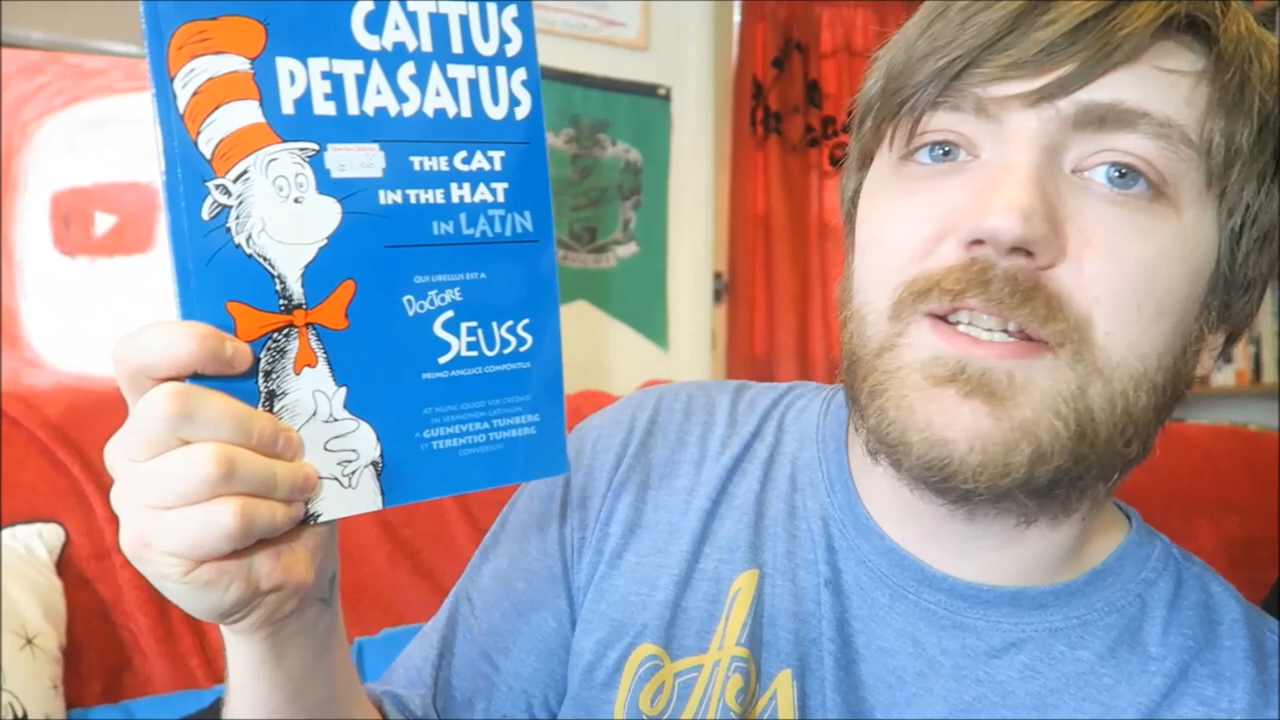 CATTUS
PETASATUS
THE CAT
IN THE HAT
IN LATIN
QUI LIBELLUS EST A
DOCTORE
SEUSS
PRIMO ANGLICE COMPOSITUS
AT NUNC (QUOD VIX CREDAS)
IN SERMONEM LATINUM
A GUENEVERA TUNBERG
ET TERENTIO TUNBERG
CONVERSUS